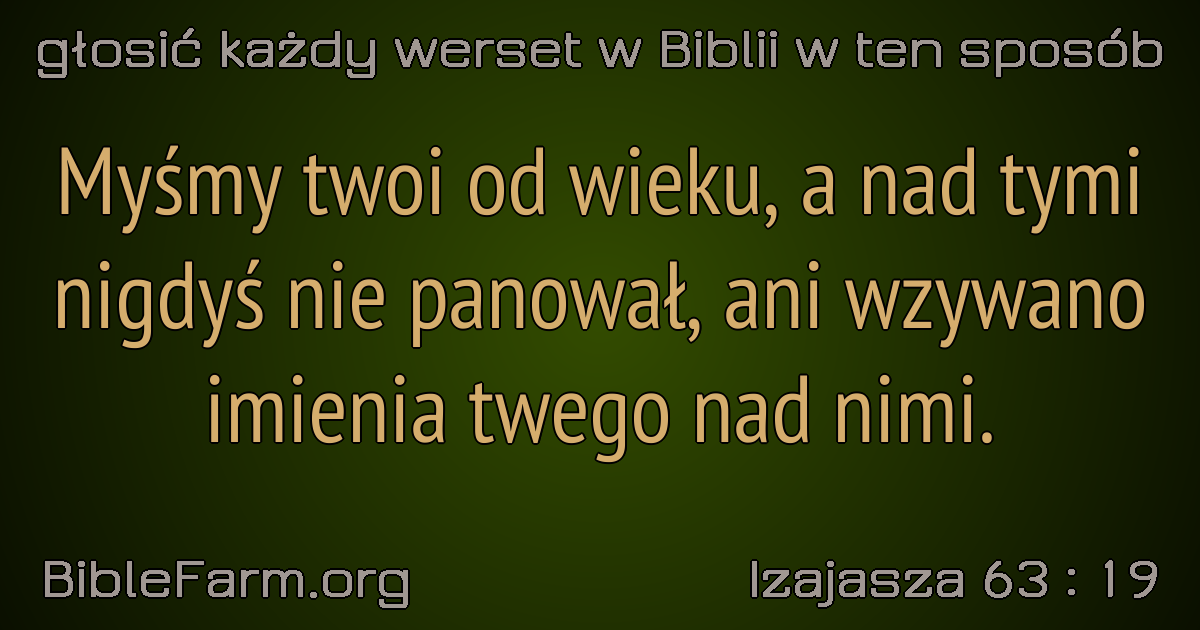 głosić każdy werset w Biblii w ten sposób
Myśmy twoi od wieku, a nad tymi
nigdyś nie panował, ani wzywano
imienia twego nad nimi.
BibleFarm.org
Izajasza 63 : 19